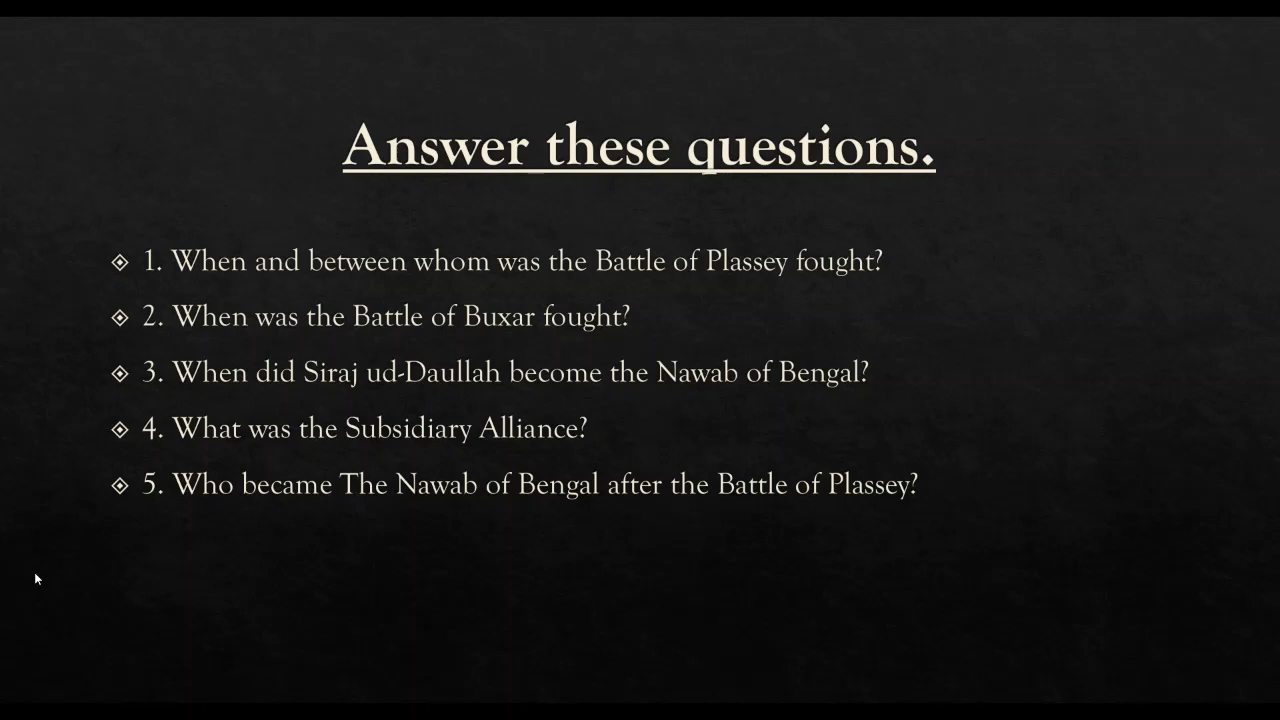 Answer these questions.
1. When and between whom was the Battle of Plassey fought?
2. When was the Battle of Buxar fought?
3. When did Siraj ud-Daullah become the Nawab of Bengal?
4. What was the Subsidiary Alliance?
5. Who became The Nawab of Bengal after the Battle of Plassey?